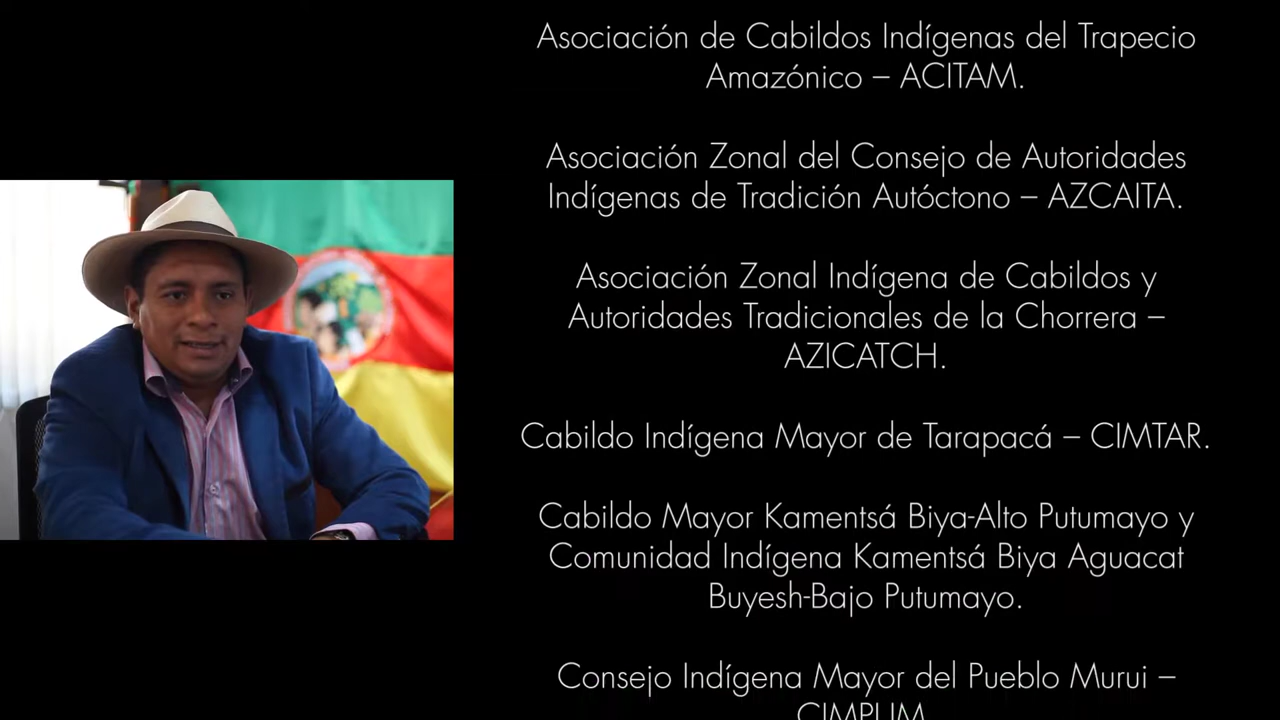 Asociación de Cabildos Indígenas del Trapecio
Amazónico – ACITAM.
Asociación Zonal del Consejo de Autoridades
Indígenas de Tradición Autóctono – AZCAITA.
Asociación Zonal Indígena de Cabildos y
Autoridades Tradicionales de la Chorrera –
AZICATCH.
Cabildo Indígena Mayor de Tarapacá – CIMTAR.
Cabildo Mayor Kamentsá Biya-Alto Putumayo y
Comunidad Indígena Kamentsá Biya Aguacat
Buyesh-Bajo Putumayo.
Consejo Indígena Mayor del Pueblo Murui –